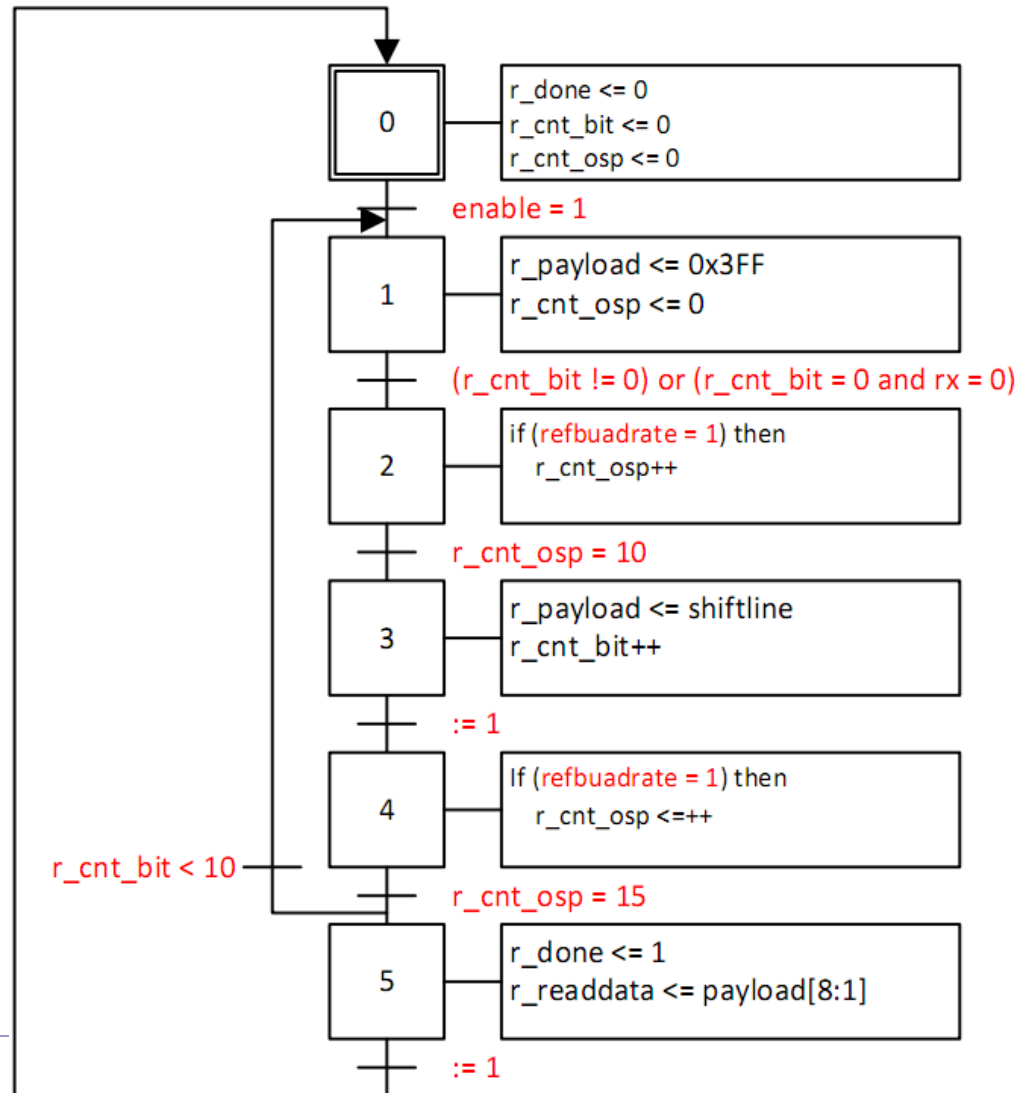 0
r_done <= 0
r_cnt_bit <= 0
r_cnt_osp <= 0
enable = 1
1
r_payload <= 0x3FF
r_cnt_osp <= 0
(r_cnt_bit != 0) or (r_cnt_bit = 0 and rx = 0)
2
if (refbuadrate = 1) then
r_cnt_osp++
r_cnt_osp = 10
3
r_payload <= shiftline
r_cnt_bit++
:= 1
4
If (refbuadrate = 1) then
r_cnt_osp <=++
r_cnt_bit < 10
r_cnt_osp = 15
5
r_done <= 1
r_readdata <= payload[8:1]
:= 1